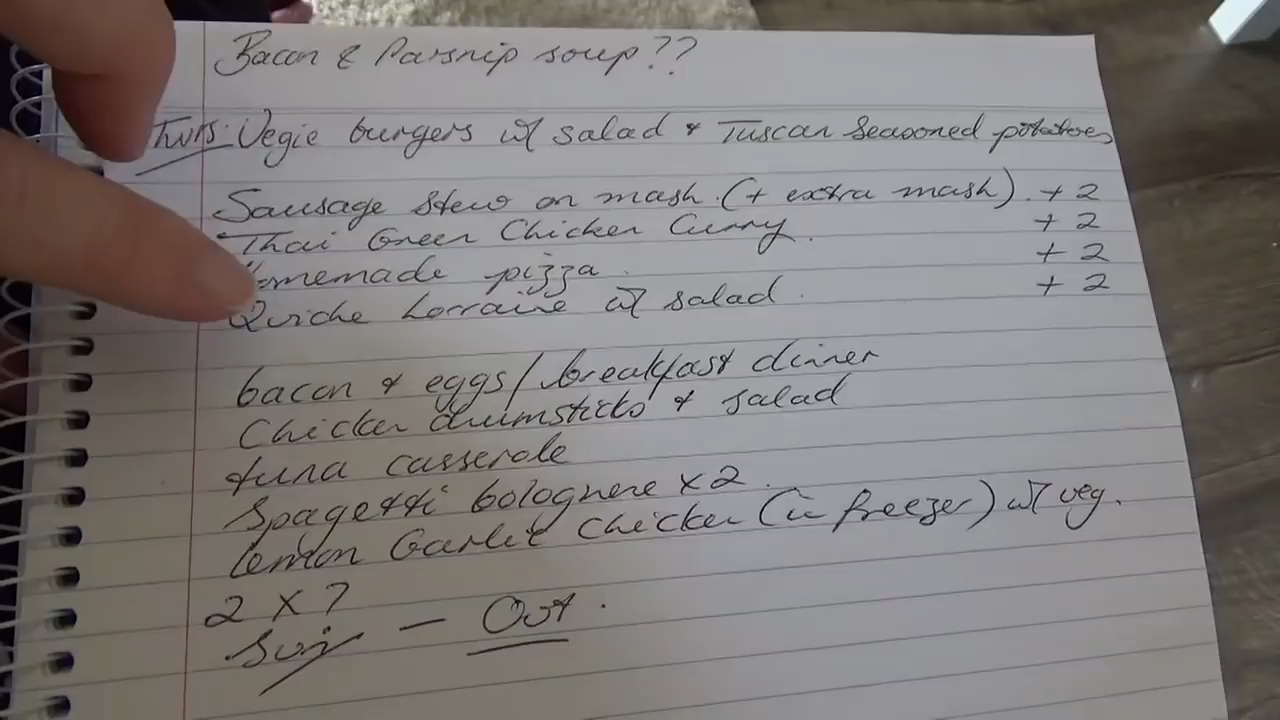 Bacon & Parsnip soup??
Thurs: Vegie burgers w/ salad & Tuscan Seasoned potatoes
Sausage Stew on mash. (+ extra mash). + 2
Thai Green Chicken Curry. + 2
Homemade pizza. + 2
Quiche Lorraine w/ salad. + 2
bacon & eggs/breakfast dinner
Chicken drumsticks & salad
tuna casserole
Spagetti bolognese x2.
lemon Garlic Chicken (in freezer) w/ veg.
2 x ?
Sun - Out.